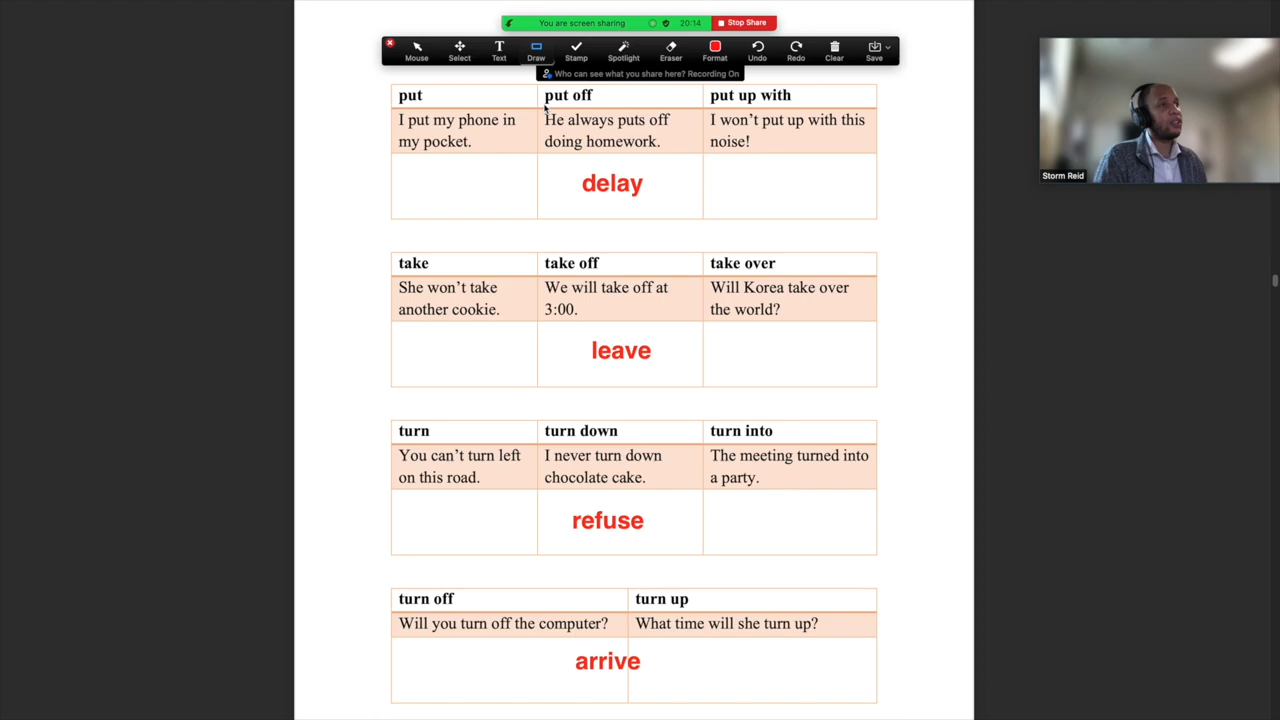 You are screen sharing 20:14 Stop Share
Mouse Select Text Draw Stamp Spotlight Eraser Format Undo Redo Clear Save
Who can see what you share here? Recording On
put put off put up with
I put my phone in He always puts off I won't put up with this
my pocket. doing homework. noise!
delay
take take off take over
She won't take We will take off at Will Korea take over
another cookie. 3:00. the world?
leave
turn turn down turn into
You can't turn left I never turn down The meeting turned into
on this road. chocolate cake. a party.
refuse
turn off turn up
Will you turn off the computer? What time will she turn up?
arrive
Storm Reid